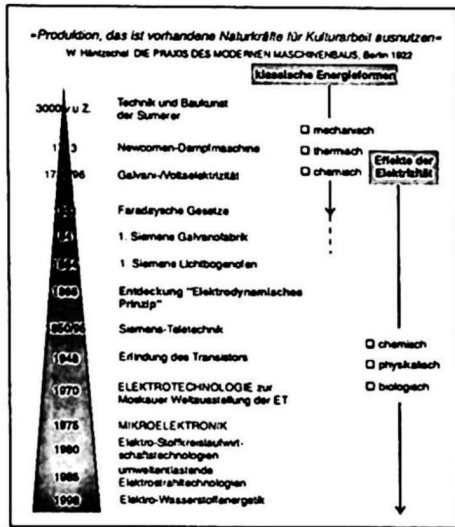 »Produktion, das ist vorhandene Naturkräfte für Kulturarbeit ausnutzen«
W. Häntzschel DIE PRAXIS DES MODERNEN MASCHINENBAUS, Berlin 1922
klassische Energieformen
3000 v u Z.
Technik und Baukunst
der Sumerer
mechanisch
Newcomen-Dampfmaschine
thermisch
Galvani-/Voltaelektrizität
chemisch
Effekte der
Elektrizität
Faradaysche Gesetze
1. Siemens Galvanofabrik
1. Siemens Lichtbogenofen
1866
Entdeckung "Elektrodynamisches
Prinzip"
Siemens-Teletechnik
chemisch
1948
Erfindung des Transistors
physikalisch
1970
ELEKTROTECHNOLOGIE zur
Moskauer Weltausstellung der ET
biologisch
1975
MIKROELEKTRONIK
1980
Elektro-Stoffkreislaufwirt-
schaftstechnologien
1985
umweltentlastende
Elektrostrahltechnologien
1998
Elektro-Wasserstoffenergetik